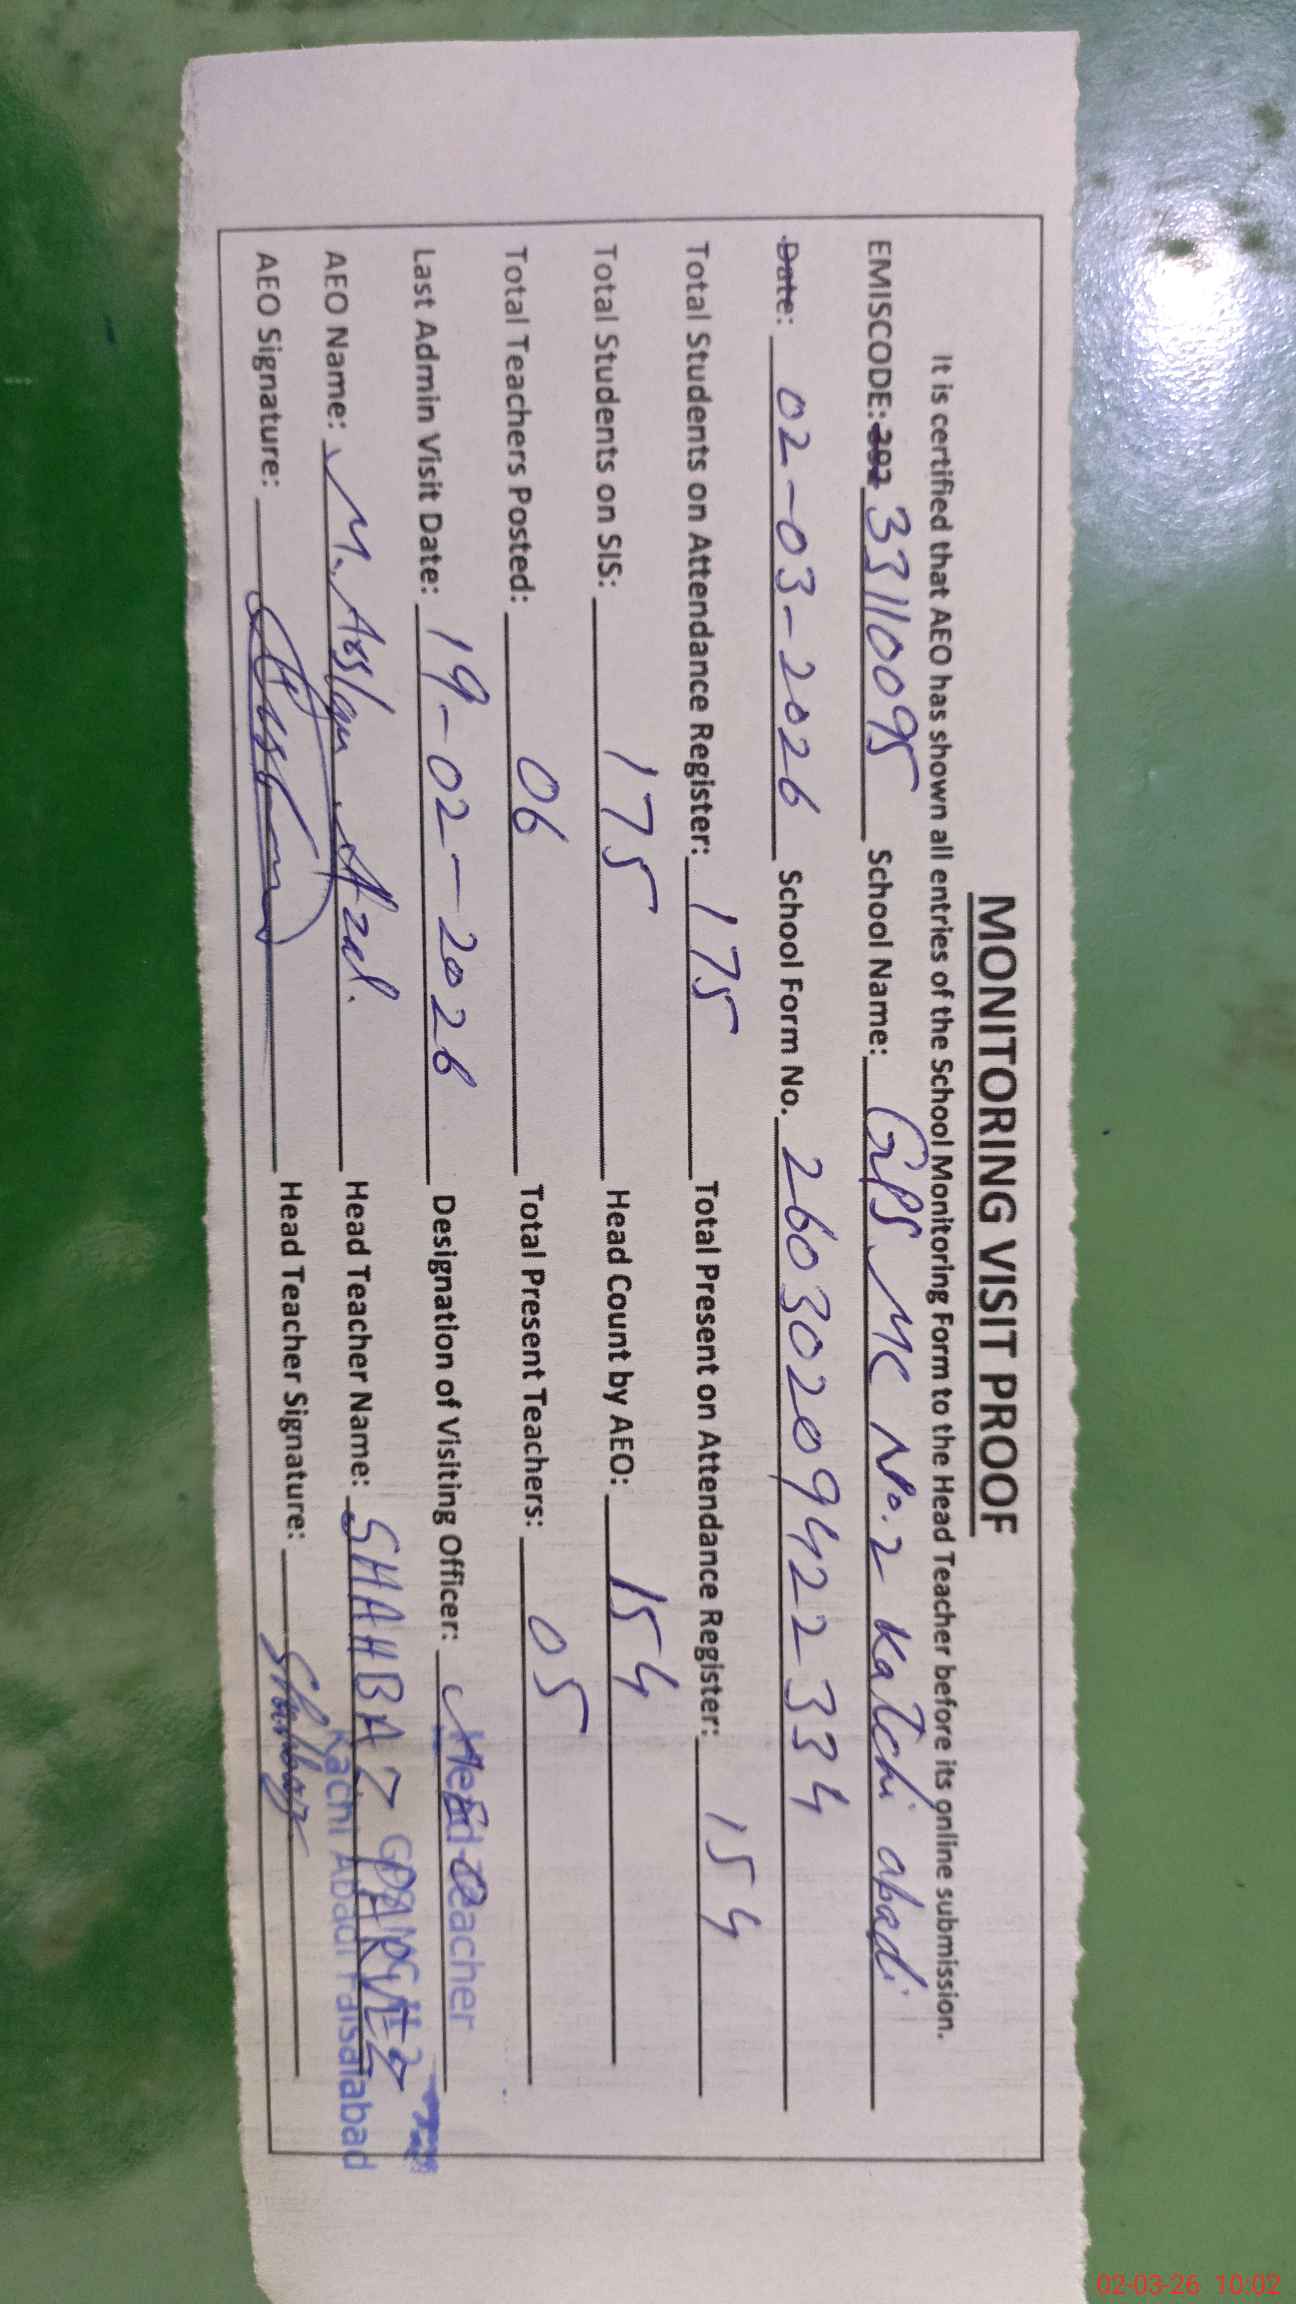 MONITORING VISIT PROOF
It is certified that AEO has shown all entries of the School Monitoring Form to the Head Teacher before its online submission.
EMISCODE: 33110095 School Name: GPS MC No.2 Katchi abadi
Date: 02-03-2026 School Form No. 26030209422334
Total Students on Attendance Register: 175 Total Present on Attendance Register: 154
Total Students on SIS: 175 Head Count by AEO: 154
Total Teachers Posted: 06 Total Present Teachers: 05
Last Admin Visit Date: 19-02-2026 Designation of Visiting Officer:
Head Teacher
AEO Name: M. Arslan Head Teacher Name: SHAHBAZ PARVEZ
Kachi Abadi Faisalabad
AEO Signature: Head Teacher Signature: Shahbaz
02-03-26 10:02